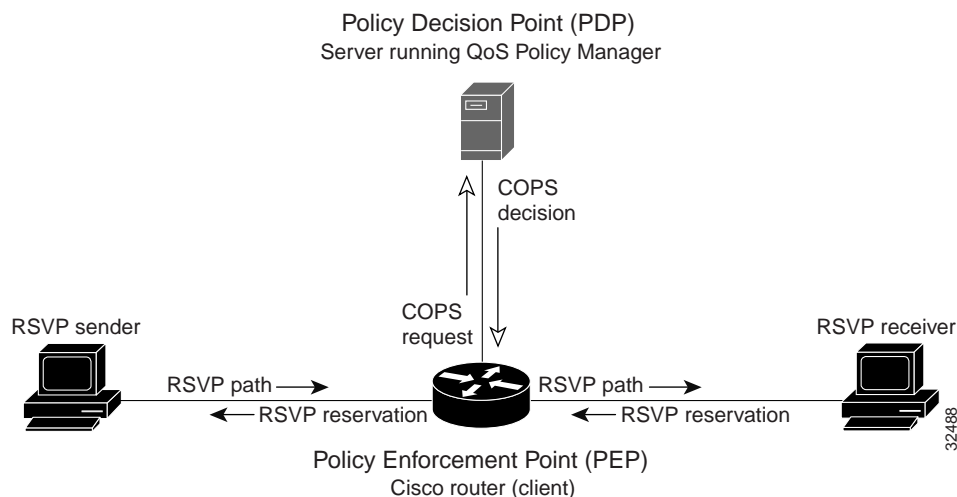 Policy Decision Point (PDP)
Server running QoS Policy Manager
COPS
decision
COPS
request
RSVP sender
RSVP receiver
RSVP path
RSVP path
RSVP reservation
RSVP reservation
32488
Policy Enforcement Point (PEP)
Cisco router (client)